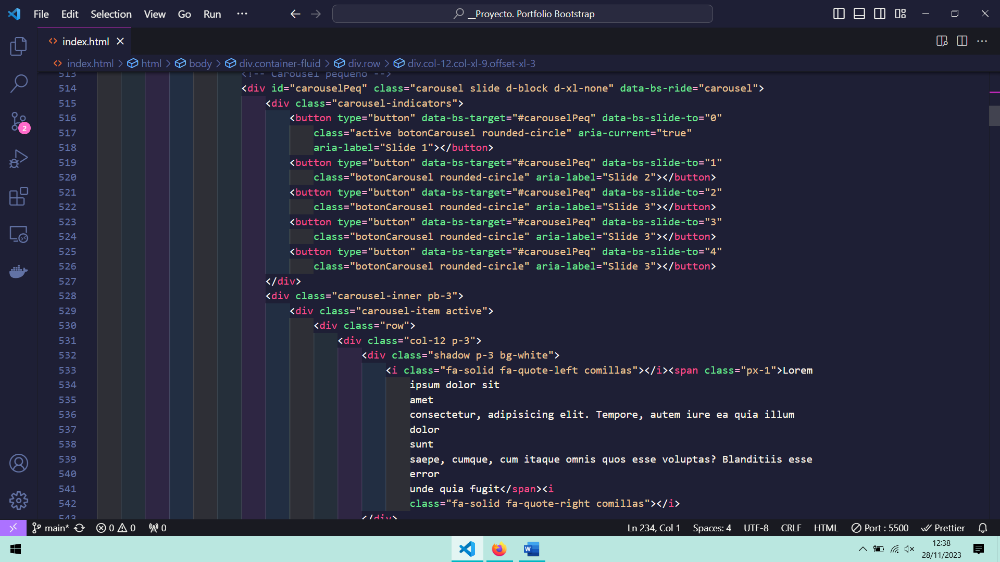 File Edit Selection View Go Run ··· __Proyecto. Portfolio Bootstrap
index.html
index.html > html > body > div.container-fluid > div.row > div.col-12.col-xl-9.offset-xl-3
513 <!-- Carousel pequeño -->
514 <div id="carouselPeq" class="carousel slide d-block d-xl-none" data-bs-ride="carousel">
515 <div class="carousel-indicators">
516 <button type="button" data-bs-target="#carouselPeq" data-bs-slide-to="0"
517 class="active botonCarousel rounded-circle" aria-current="true"
518 aria-label="Slide 1"></button>
519 <button type="button" data-bs-target="#carouselPeq" data-bs-slide-to="1"
520 class="botonCarousel rounded-circle" aria-label="Slide 2"></button>
521 <button type="button" data-bs-target="#carouselPeq" data-bs-slide-to="2"
522 class="botonCarousel rounded-circle" aria-label="Slide 3"></button>
523 <button type="button" data-bs-target="#carouselPeq" data-bs-slide-to="3"
524 class="botonCarousel rounded-circle" aria-label="Slide 3"></button>
525 <button type="button" data-bs-target="#carouselPeq" data-bs-slide-to="4"
526 class="botonCarousel rounded-circle" aria-label="Slide 3"></button>
527 </div>
528 <div class="carousel-inner pb-3">
529 <div class="carousel-item active">
530 <div class="row">
531 <div class="col-12 p-3">
532 <div class="shadow p-3 bg-white">
533 <i class="fa-solid fa-quote-left comillas"></i><span class="px-1">Lorem
534 ipsum dolor sit
535 amet
536 consectetur, adipisicing elit. Tempore, autem iure ea quia illum
537 dolor
538 sunt
539 saepe, cumque, cum itaque omnis quos esse voluptas? Blanditiis esse
540 error
541 unde quia fugit</span><i
542 class="fa-solid fa-quote-right comillas"></i>
543 </div>
2
main* 0 0 0 Ln 234, Col 1 Spaces: 4 UTF-8 CRLF HTML Port : 5500 Prettier
12:38
28/11/2023